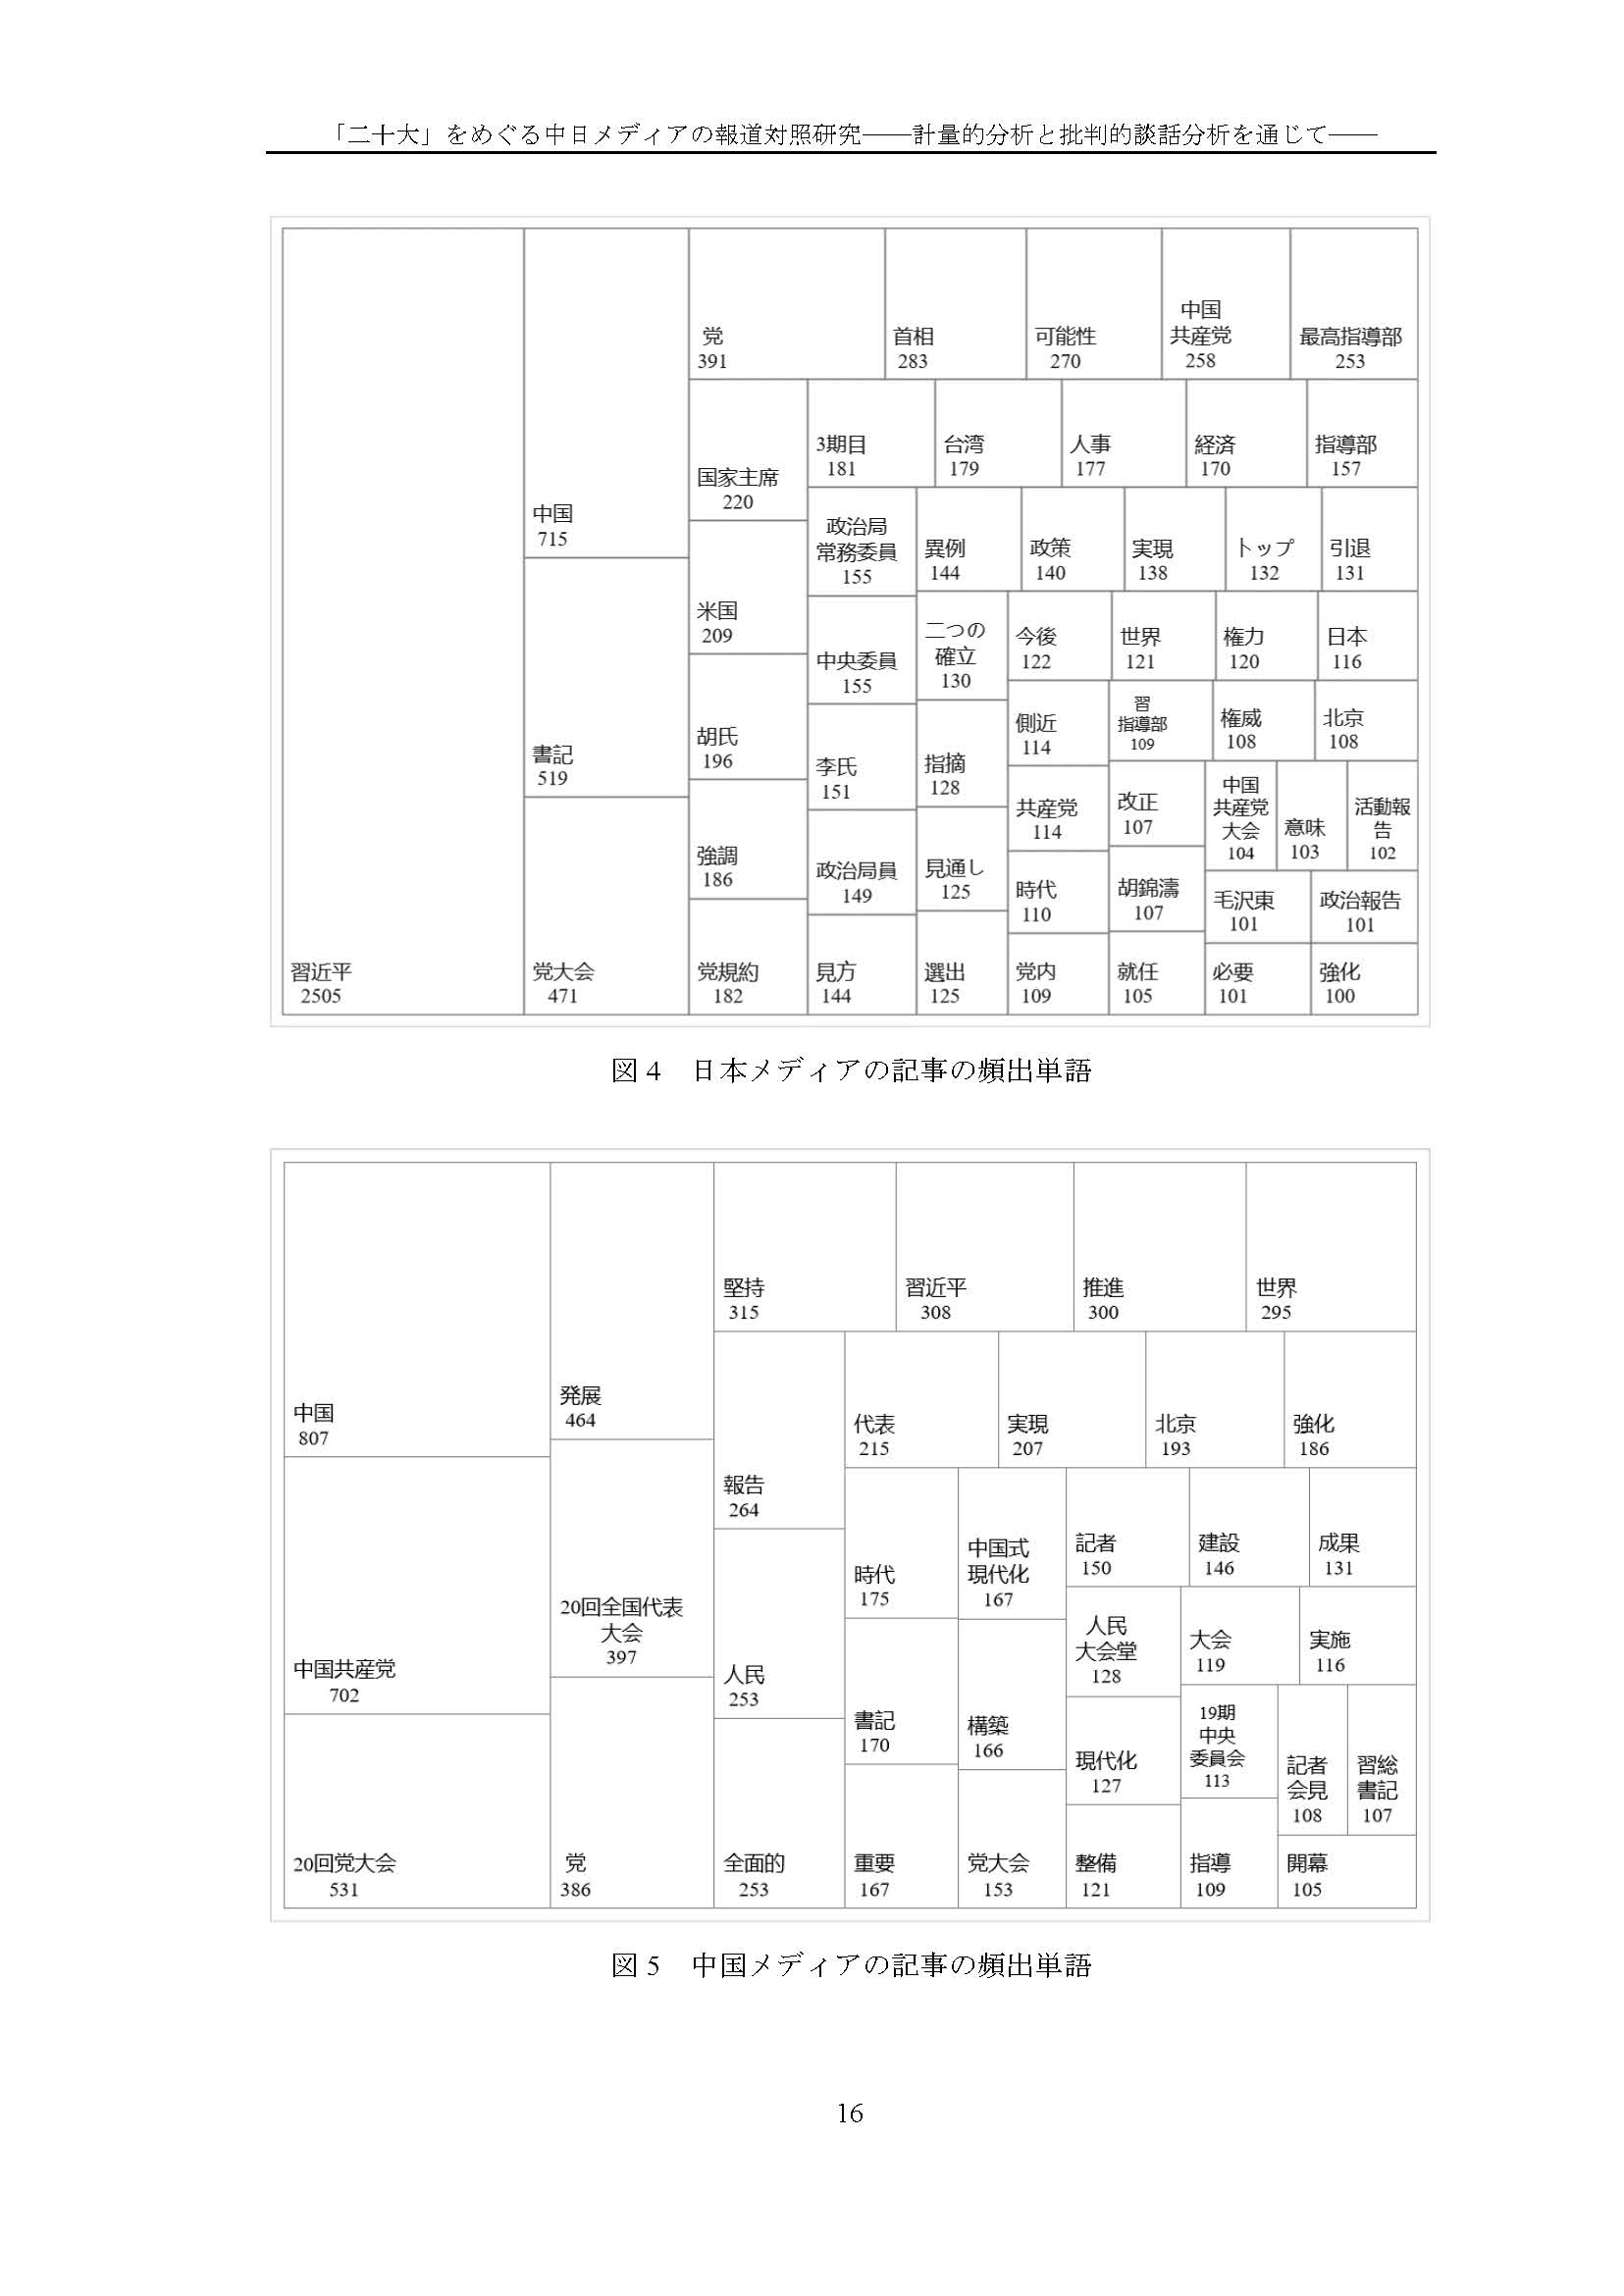 「二十大」をめぐる中日メディアの報道対照研究——計量的分析と批判的談話分析を通じて——
習近平
2505
中国
715
書記
519
党大会
471
党
391
首相
283
可能性
270
中国
共産党
258
最高指導部
253
国家主席
220
米国
209
胡氏
196
強調
186
党規約
182
3期目
181
台湾
179
人事
177
経済
170
指導部
157
政治局
常務委員
155
中央委員
155
李氏
151
政治局員
149
見方
144
異例
144
政策
140
実現
138
トップ
132
引退
131
二つの
確立
130
指摘
128
見通し
125
選出
125
今後
122
世界
121
権力
120
日本
116
側近
114
共産党
114
時代
110
党内
109
習
指導部
109
権威
108
北京
108
改正
107
胡錦濤
107
就任
105
中国
共産党
大会
104
意味
103
活動報
告
102
毛沢東
101
政治報告
101
必要
101
強化
100
図 4 日本メディアの記事の頻出単語
中国
807
中国共産党
702
20回党大会
531
発展
464
20回全国代表
大会
397
党
386
堅持
315
習近平
308
推進
300
世界
295
報告
264
人民
253
全面的
253
代表
215
実現
207
北京
193
強化
186
時代
175
書記
170
重要
167
中国式
現代化
167
構築
166
党大会
153
記者
150
建設
146
成果
131
人民
大会堂
128
現代化
127
整備
121
大会
119
実施
116
19期
中央
委員会
113
指導
109
記者
会見
108
習総
書記
107
開幕
105
図 5 中国メディアの記事の頻出単語
16